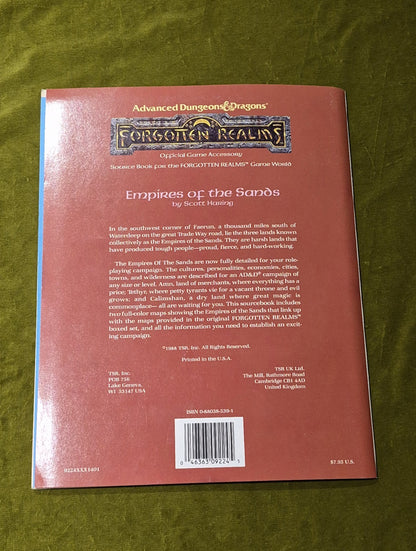 Advanced Dungeons&Dragons®
FORGOTTEN REALMS
Official Game Accessory
Source Book for the FORGOTTEN REALMS™ Game World
Empires of the Sands
by Scott Haring
In the southwest corner of Faerun, a thousand miles south of
Waterdeep on the great Trade Way road, lie the three lands known
collectively as the Empires of the Sands. They are harsh lands that
have produced tough people—proud, fierce, and hard-working.
The Empires Of The Sands are now fully detailed for your role-
playing campaign. The cultures, personalities, economies, cities,
towns, and wilderness are described for an AD&D® campaign of
any size or level. Amn, land of merchants, where everything has a
price; Tethyr, where petty tyrants vie for a vacant throne and evil
grows; and Calimshan, a dry land where great magic is
commonplace— all are waiting for you. This sourcebook includes
two full-color maps showing the Empires of the Sands that link up
with the maps provided in the original FORGOTTEN REALMS™
boxed set, and all the information you need to establish an excit-
ing campaign.
©1988 TSR, Inc. All Rights Reserved.
Printed in the U.S.A.
TSR, Inc.
POB 756
Lake Geneva,
WI 53147 USA
TSR UK Ltd.
The Mill, Rathmore Road
Cambridge CB1 4AD
United Kingdom
ISBN 0-88038-539-1
0 46363 09224 1
9224XXX1401
$7.95 U.S.